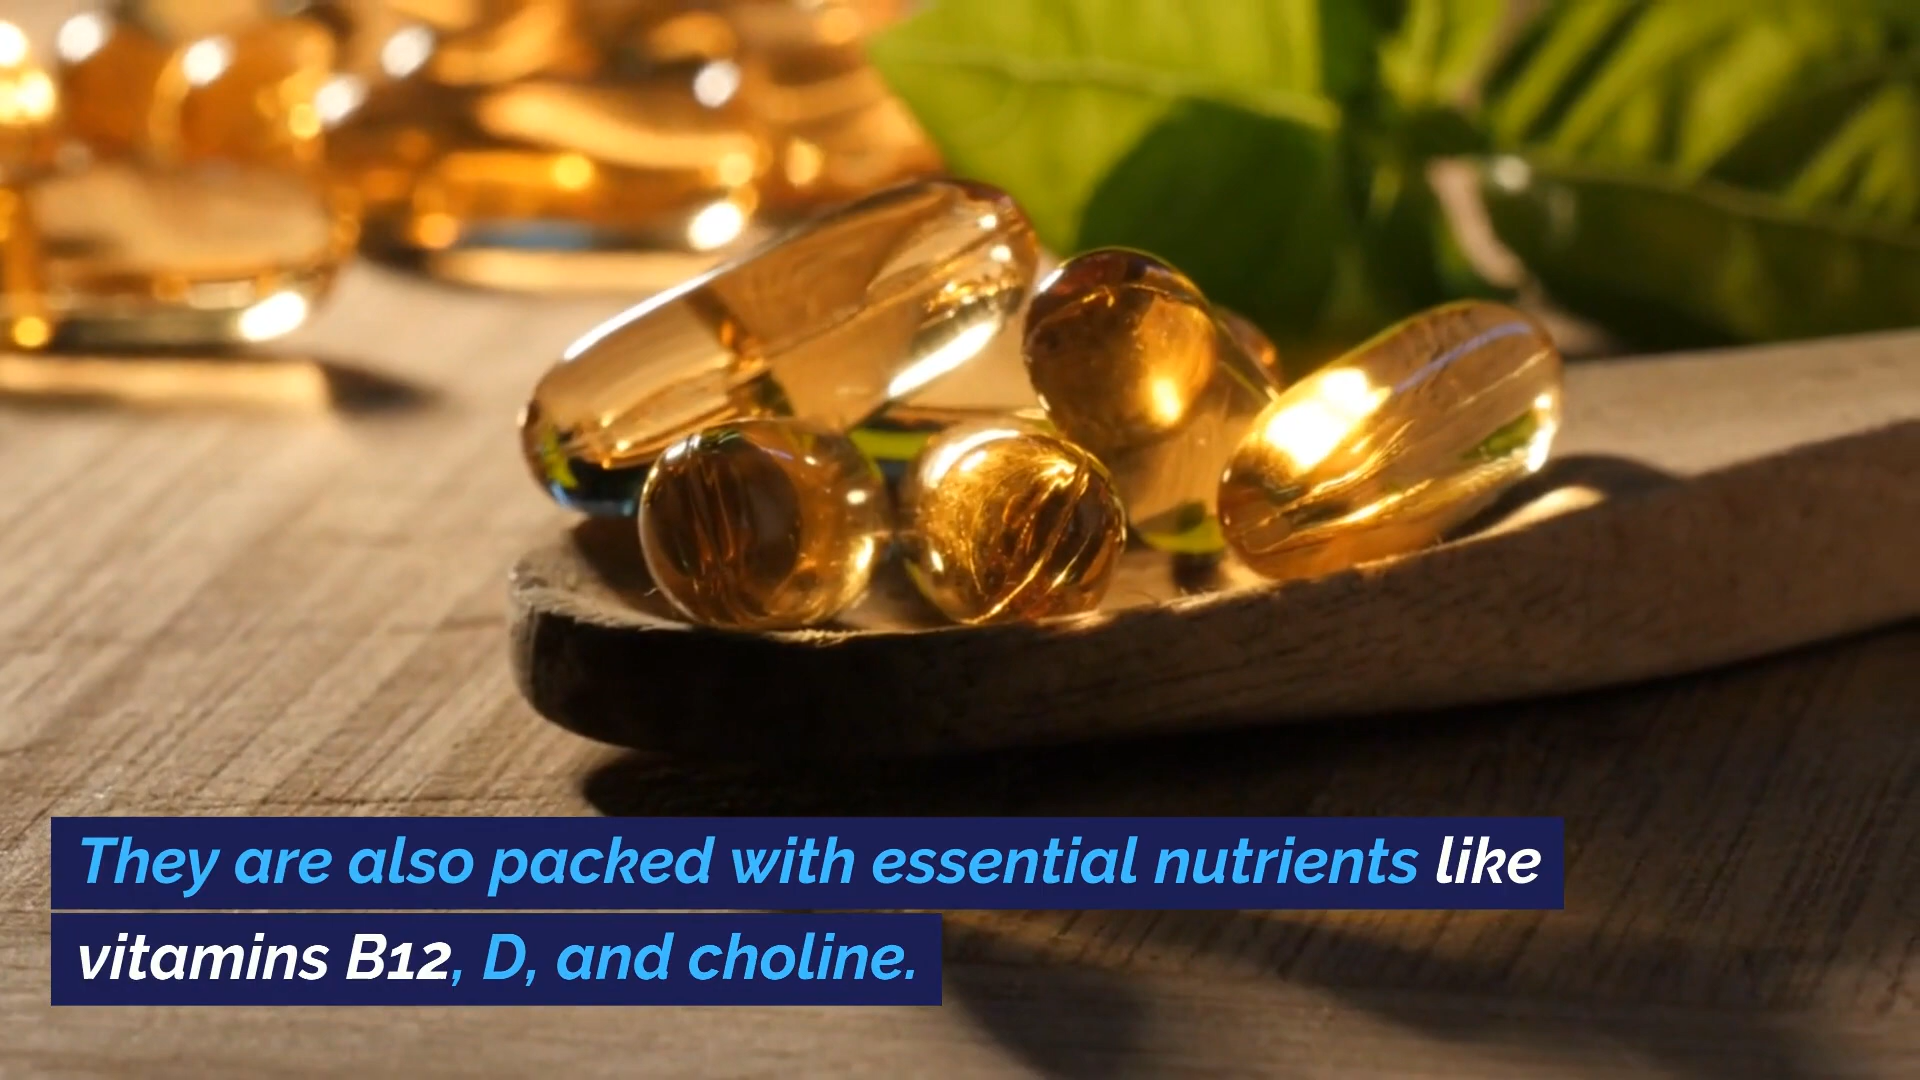 They are also packed with essential nutrients like
vitamins B12, D, and choline.